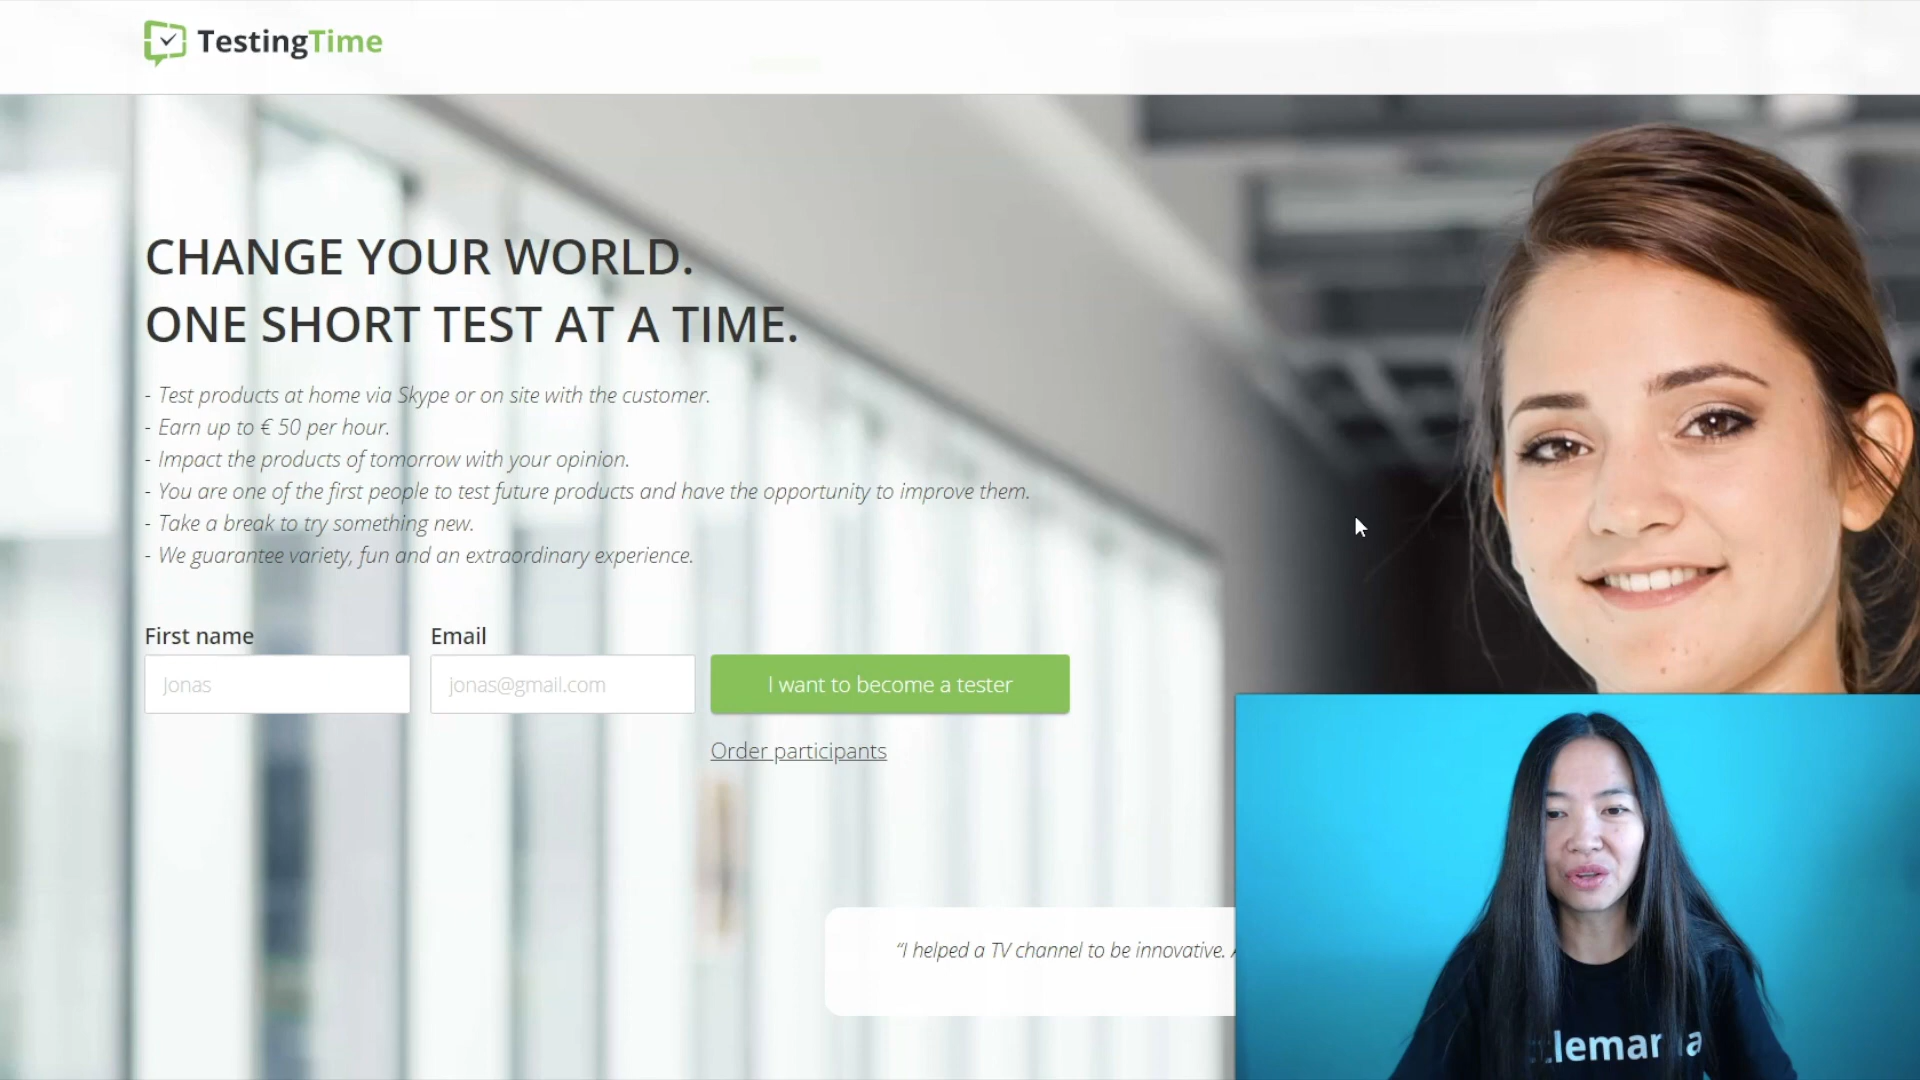 TestingTime
CHANGE YOUR WORLD.
ONE SHORT TEST AT A TIME.
- Test products at home via Skype or on site with the customer.
- Earn up to € 50 per hour.
- Impact the products of tomorrow with your opinion.
- You are one of the first people to test future products and have the opportunity to improve them.
- Take a break to try something new.
- We guarantee variety, fun and an extraordinary experience.
First name Email
Jonas jonas@gmail.com I want to become a tester
Order participants
“I helped a TV channel to be innovative.